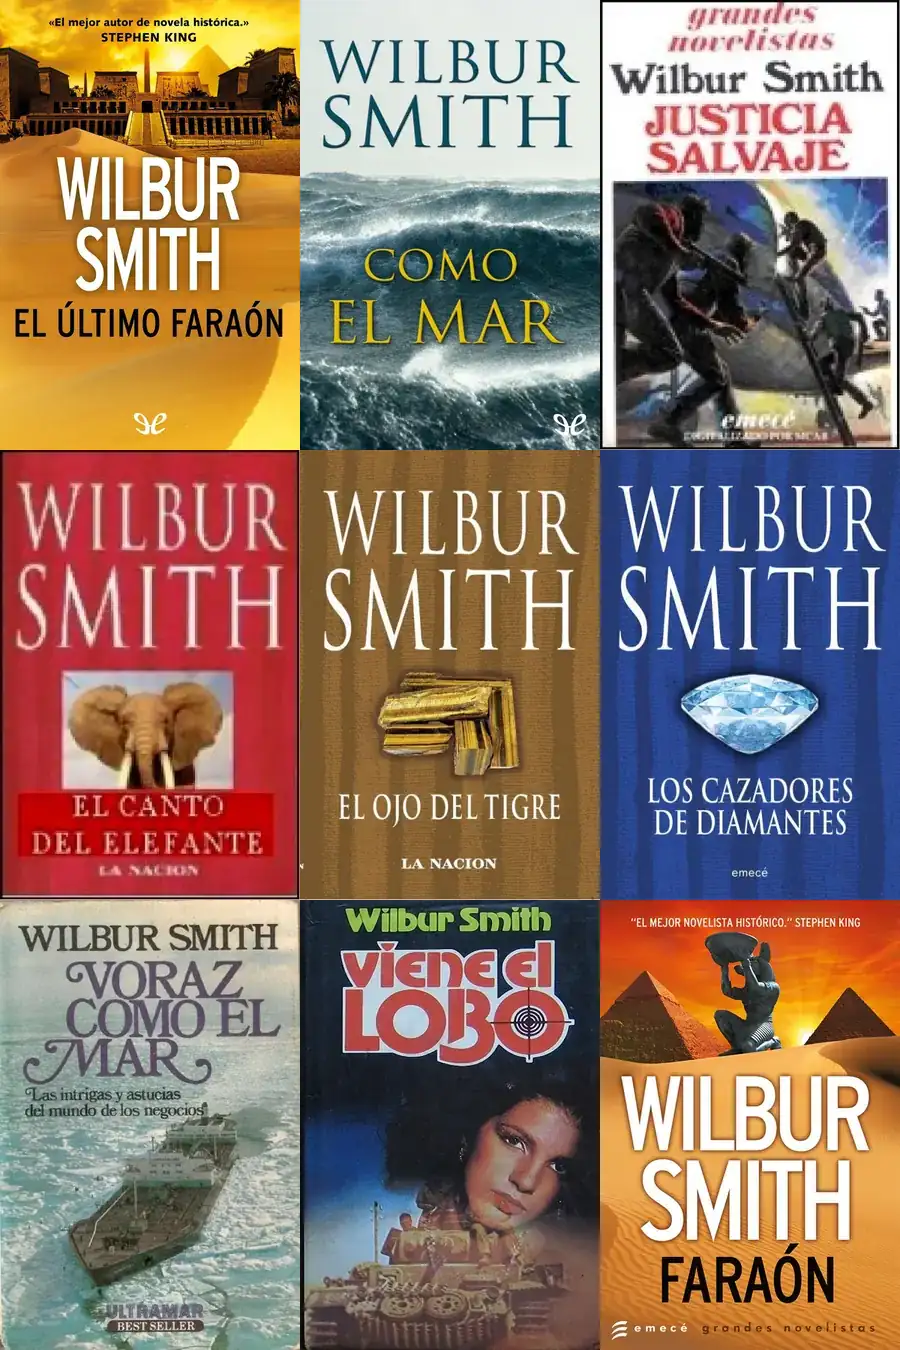 «El mejor autor de novela histórica.»
STEPHEN KING
WILBUR
SMITH
EL ÚLTIMO FARAÓN
WILBUR
SMITH
COMO
EL MAR
grandes
novelistas
Wilbur Smith
JUSTICIA
SALVAJE
emecé
DIGITALIZADO POR SICAR
WILBUR
SMITH
EL CANTO
DEL ELEFANTE
LA NACION
WILBUR
SMITH
EL OJO DEL TIGRE
LA NACION
WILBUR
SMITH
LOS CAZADORES
DE DIAMANTES
emecé
WILBUR SMITH
VORAZ
COMO EL
MAR
Las intrigas y astucias
del mundo de los negocios
ULTRAMAR
BEST SELLER
Wilbur Smith
viene el
LOBO
"EL MEJOR NOVELISTA HISTÓRICO." STEPHEN KING
WILBUR
SMITH
FARAÓN
emecé grandes novelistas